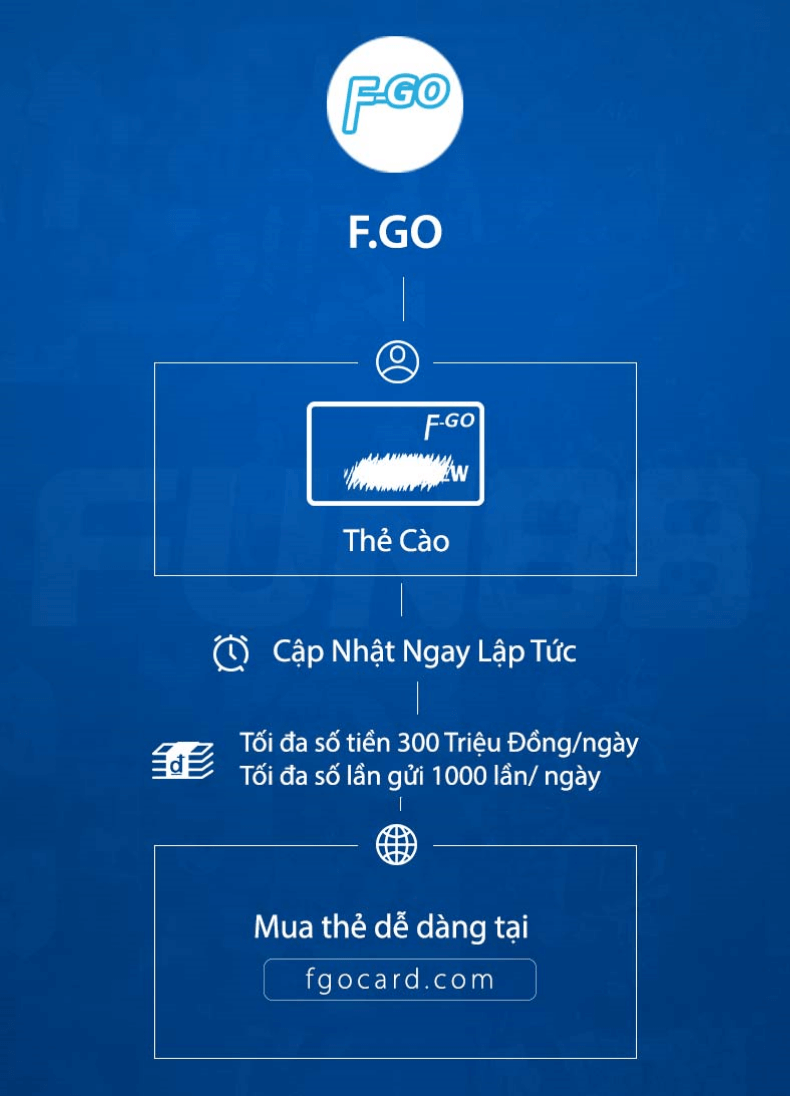 F-GO
F.GO
F-GO
W
Thẻ Cào
FUN88
Cập Nhật Ngay Lập Tức
đ
Tối đa số tiền 300 Triệu Đồng/ngày
Tối đa số lần gửi 1000 lần/ ngày
Mua thẻ dễ dàng tại
fgocard.com